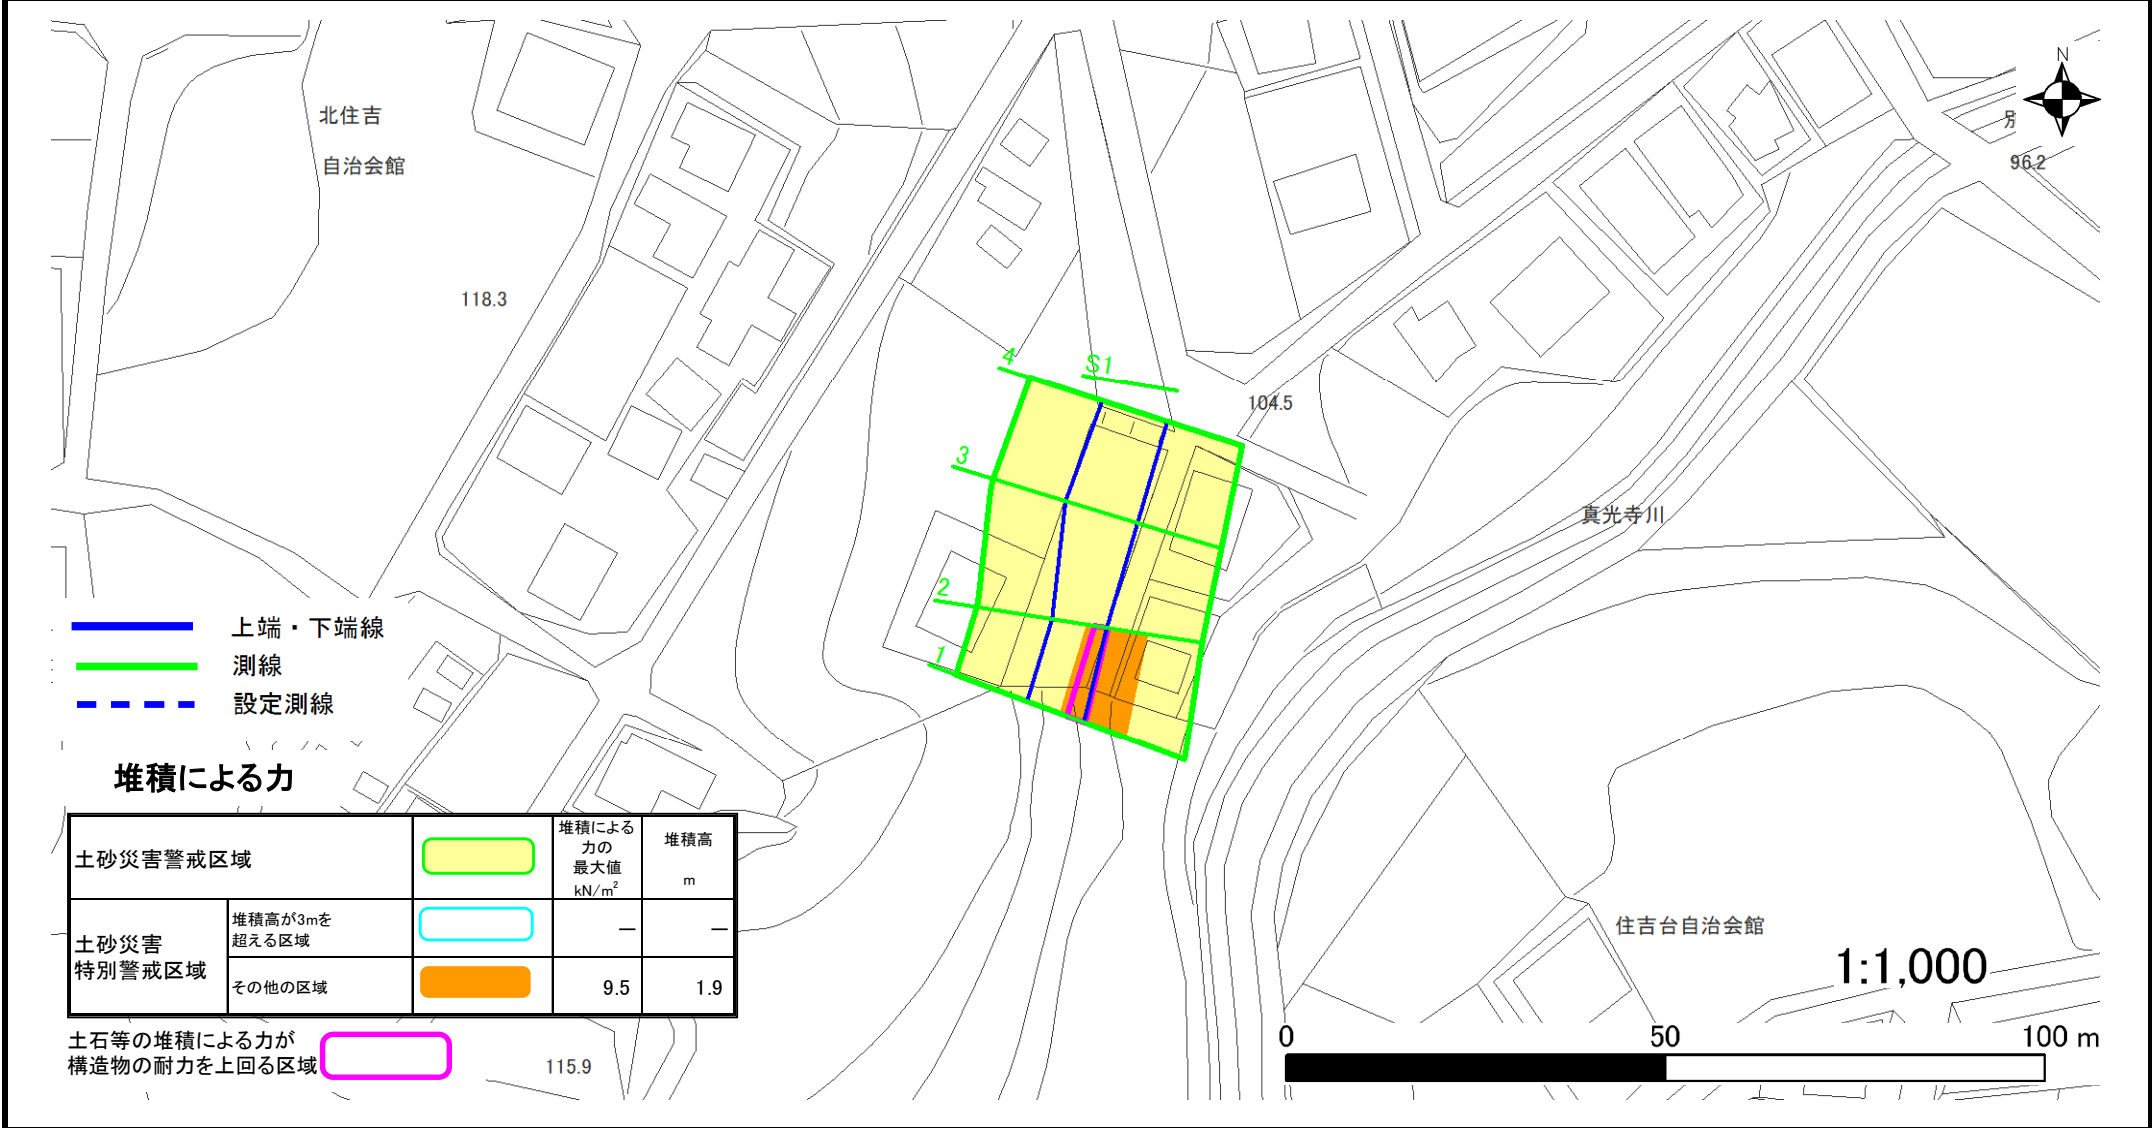 N
別
96.2
北住吉
自治会館
118.3
4
S1
104.5
3
真光寺川
2
1
上端・下端線
測線
設定測線
堆積による力
土砂災害警戒区域
堆積による
力の
最大値
kN/m²
堆積高
m
土砂災害
特別警戒区域
堆積高が3mを
超える区域
―
―
その他の区域
9.5
1.9
土石等の堆積による力が
構造物の耐力を上回る区域
115.9
住吉台自治会館
1:1,000
0
50
100 m